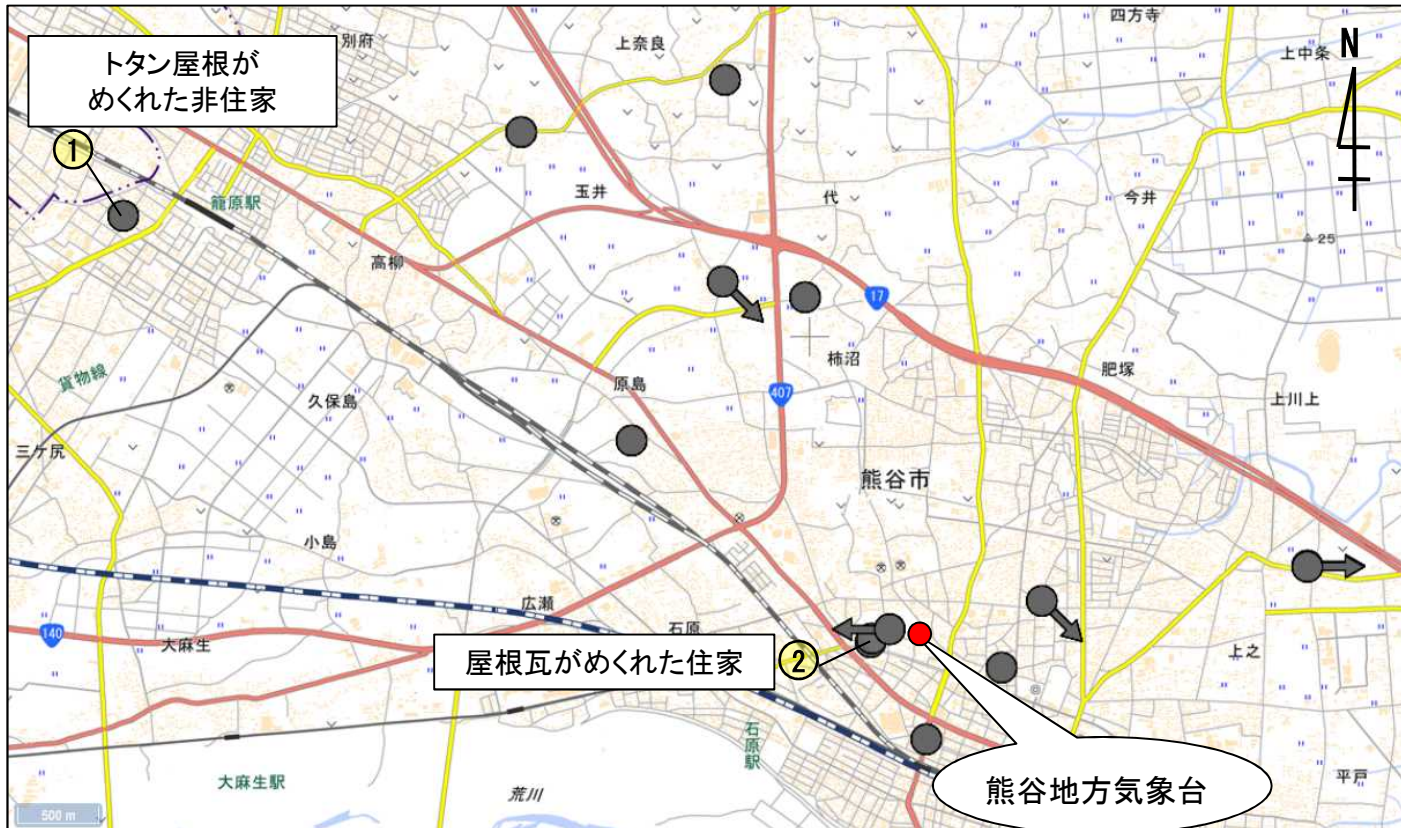 別府
上奈良
四方寺
上中条
N
トタン屋根が
めくれた非住家
1
籠原駅
玉井
代
今井
25
高柳
17
柿沼
肥塚
貨物線
久保島
原島
407
上川上
三ケ尻
熊谷市
小島
広瀬
石原
140
大麻生
屋根瓦がめくれた住家
2
上之
石原駅
大麻生駅
荒川
熊谷地方気象台
平戸
500 m